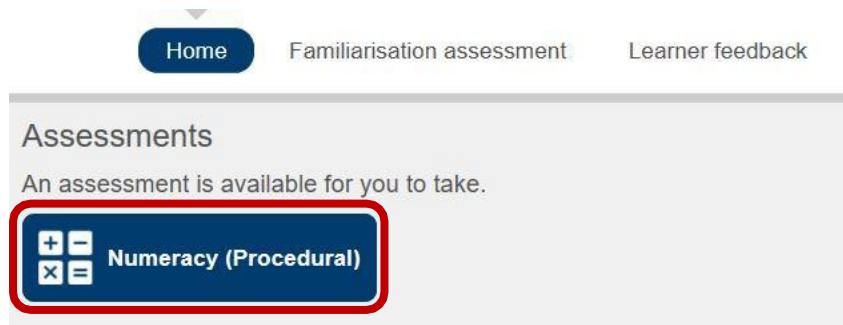 Home Familiarisation assessment Learner feedback
Assessments
An assessment is available for you to take.
Numeracy (Procedural)